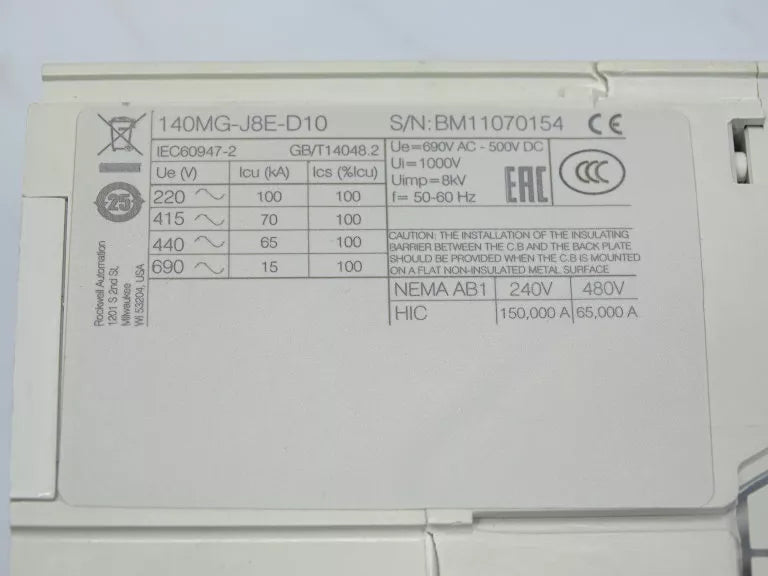 140MG-J8E-D10
S/N:BM11070154 CE
IEC60947-2 GB/T14048.2
Ue (V) Icu (kA) Ics (%Icu)
220 100 100
415 70 100
440 65 100
690 15 100
Ue=690V AC - 500V DC
Ui=1000V
Uimp=8kV
f= 50-60 Hz
EAC
CCC
CAUTION: THE INSTALLATION OF THE INSULATING
BARRIER BETWEEN THE C.B AND THE BACK PLATE
SHOULD BE PROVIDED WHEN THE C.B IS MOUNTED
ON A FLAT NON-INSULATED METAL SURFACE
NEMA AB1 240V 480V
HIC 150,000 A 65,000 A
25
Rockwell Automation
1201 S 2nd St.
Milwaukee
WI 53204, USA